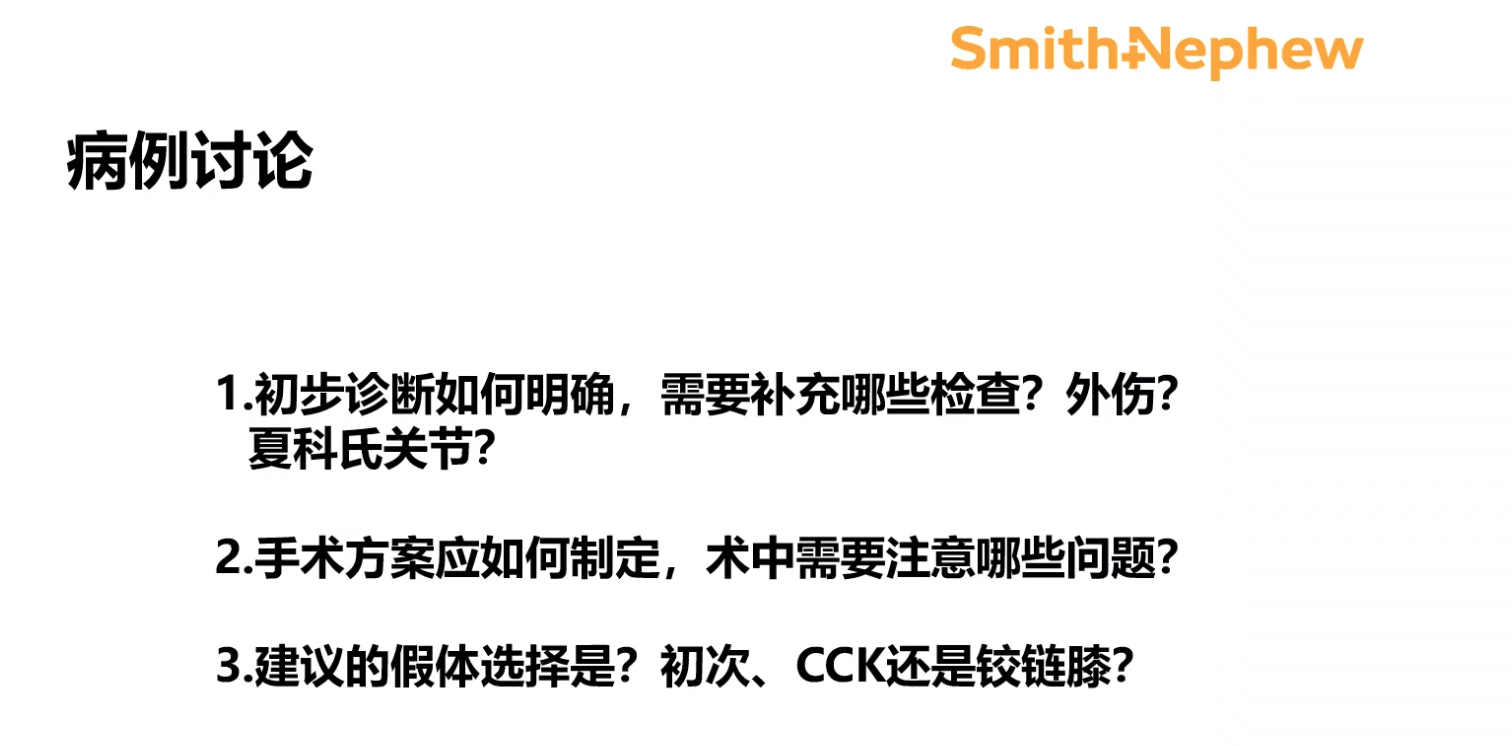 Smith+Nephew
病例讨论
1.初步诊断如何明确，需要补充哪些检查？外伤？
夏科氏关节？
2.手术方案应如何制定，术中需要注意哪些问题？
3.建议的假体选择是？初次、CCK还是铰链膝？